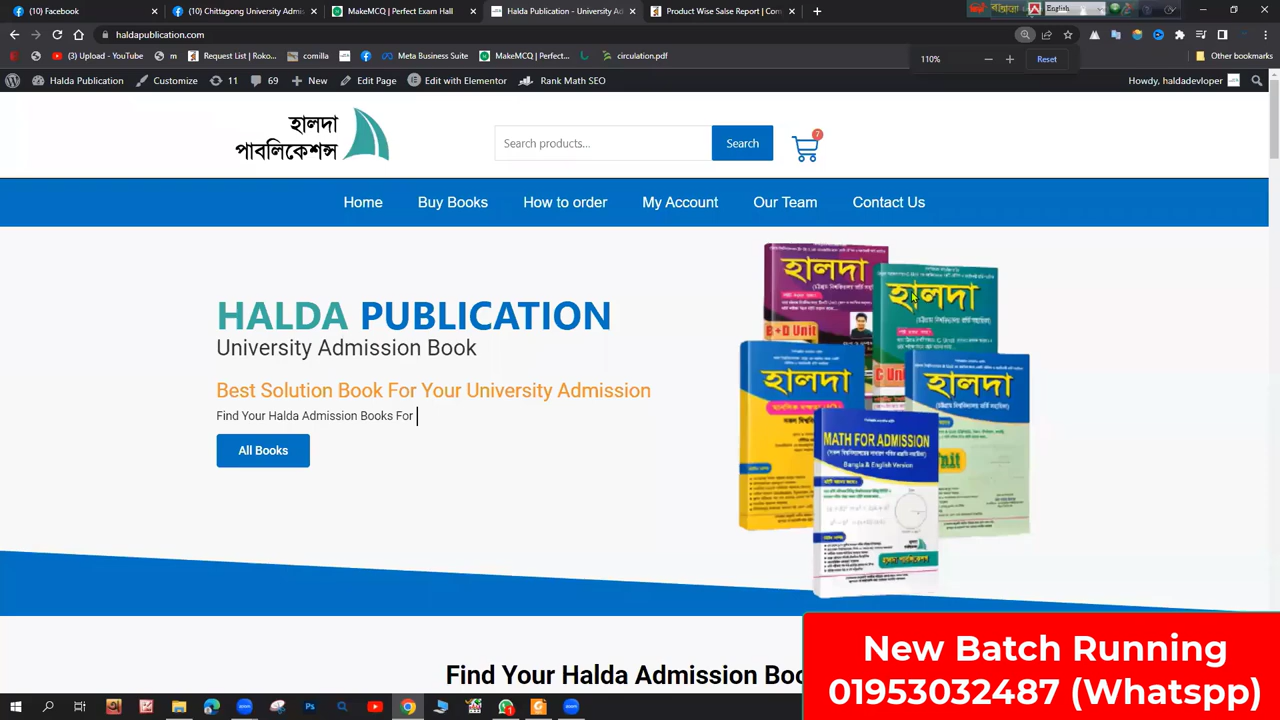 (10) Facebook
(10) Chittagong University Admis
MakeMCQ | Perfect Exam Hall
Halda Publication - University Ad
Product Wise Salse Report | Com
English
haldapublication.com
(3) Upload - YouTube
m
Request List | Roko...
comilla
Meta Business Suite
MakeMCQ | Perfect...
circulation.pdf
Other bookmarks
110%
Reset
Halda Publication
Customize
11
69
New
Edit Page
Edit with Elementor
Rank Math SEO
Howdy, haldadevloper
হালদা
পাবলিকেশন্স
Search products...
Search
7
Home
Buy Books
How to order
My Account
Our Team
Contact Us
HALDA PUBLICATION
University Admission Book
Best Solution Book For Your University Admission
Find Your Halda Admission Books For
All Books
হালদা
B+D Unit
হালদা
হালদা
হালদা
MATH FOR ADMISSION
Bangla & English Version
Find Your Halda Admission Boo
New Batch Running
01953032487 (Whatspp)